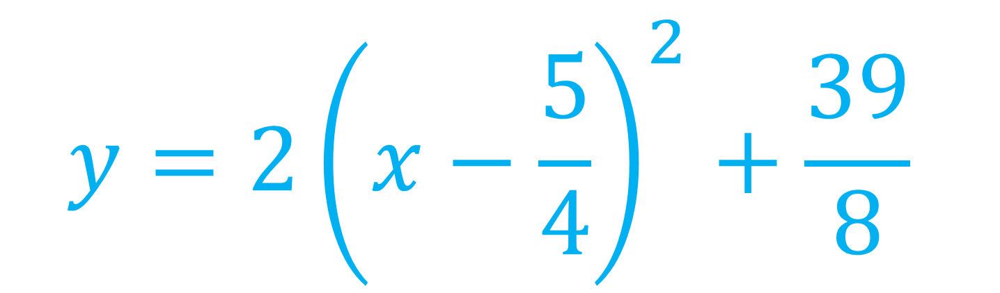 y = 2(x − 5/4)² + 39/8